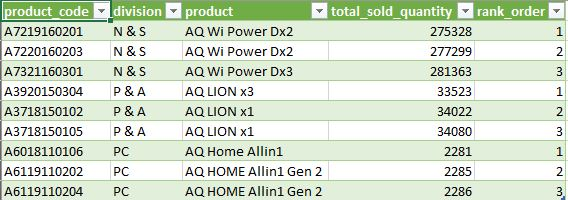 product_code division product total_sold_quantity rank_order
A7219160201 N & S AQ Wi Power Dx2 275328 1
A7220160203 N & S AQ Wi Power Dx2 277299 2
A7321160301 N & S AQ Wi Power Dx3 281363 3
A3920150304 P & A AQ LION x3 33523 1
A3718150102 P & A AQ LION x1 34022 2
A3718150105 P & A AQ LION x1 34080 3
A6018110106 PC AQ Home Allin1 2281 1
A6119110202 PC AQ HOME Allin1 Gen 2 2285 2
A6119110204 PC AQ HOME Allin1 Gen 2 2286 3